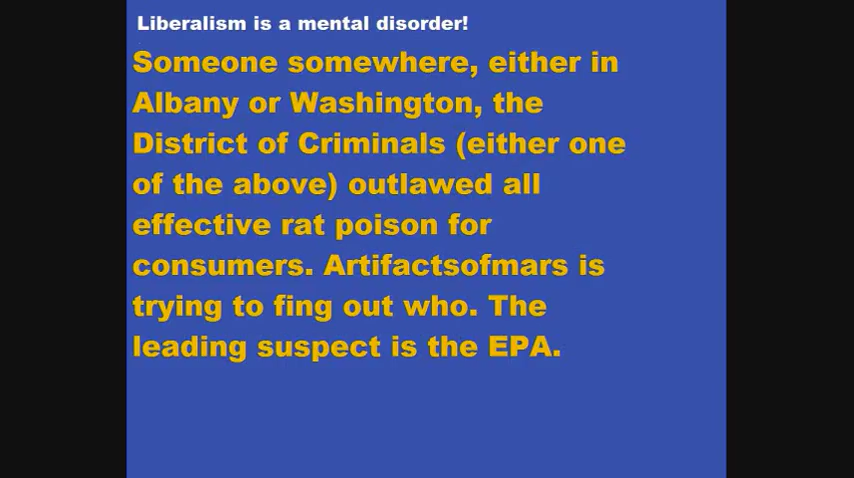 Liberalism is a mental disorder!
Someone somewhere, either in
Albany or Washington, the
District of Criminals (either one
of the above) outlawed all
effective rat poison for
consumers. Artifactsofmars is
trying to fing out who. The
leading suspect is the EPA.